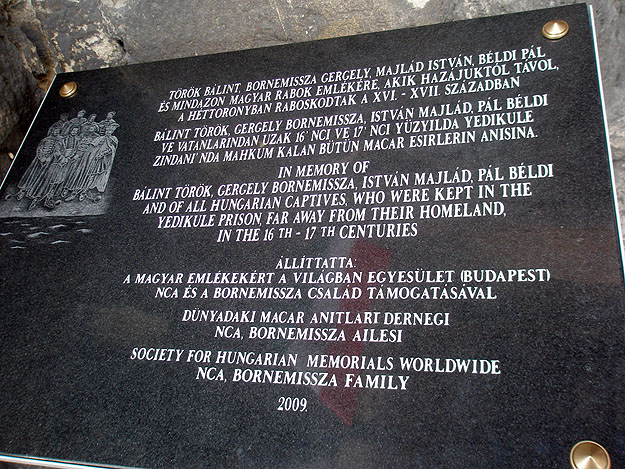 TÖRÖK BÁLINT, BORNEMISSZA GERGELY, MAJLÁD ISTVÁN, BÉLDI PÁL
ÉS MINDAZON MAGYAR RABOK EMLÉKÉRE, AKIK HAZÁJUKTÓL TÁVOL,
A HÉTTORONYBAN RABOSKODTAK A XVI. - XVII. SZÁZADBAN
BÁLINT TÖRÖK, GERGELY BORNEMISSZA, ISTVÁN MAJLÁD, PÁL BÉLDI
VE VATANLARINDAN UZAK 16' NCI VE 17' NCI YÜZYILDA YEDIKULE
ZINDANI' NDA MAHKUM KALAN BÜTÜN MACAR ESIRLERIN ANISINA.
IN MEMORY OF
BÁLINT TÖRÖK, GERGELY BORNEMISSZA, ISTVÁN MAJLÁD, PÁL BÉLDI
AND OF ALL HUNGARIAN CAPTIVES, WHO WERE KEPT IN THE
YEDIKULE PRISON, FAR AWAY FROM THEIR HOMELAND,
IN THE 16 TH - 17 TH CENTURIES
ÁLLÍTTATTA:
A MAGYAR EMLÉKEKÉRT A VILÁGBAN EGYESÜLET (BUDAPEST)
NCA ÉS A BORNEMISSZA CSALÁD TÁMOGATÁSÁVAL
DÜNYADAKI MACAR ANITLARI DERNEGI
NCA, BORNEMISSZA AILESI
SOCIETY FOR HUNGARIAN MEMORIALS WORLDWIDE
NCA, BORNEMISSZA FAMILY
2009.